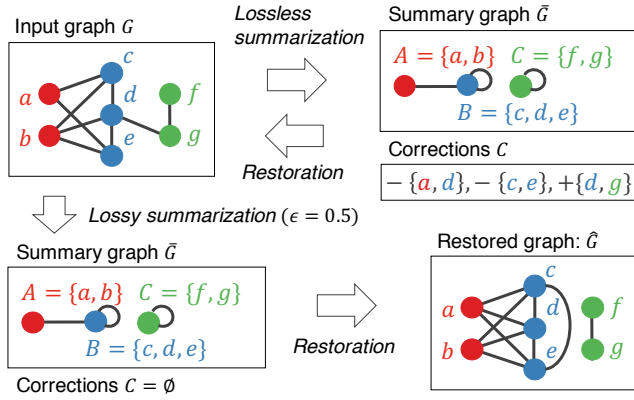 Input graph G
a
b
c
d
e
f
g
Lossless summarization
Restoration
Summary graph Ḡ
A = {a, b} C = {f, g}
B = {c, d, e}
Corrections C
− {a, d}, − {c, e}, +{d, g}
Lossy summarization (ϵ = 0.5)
Summary graph Ḡ
A = {a, b} C = {f, g}
B = {c, d, e}
Corrections C = ∅
Restoration
Restored graph: Ĝ
a
b
c
d
e
f
g